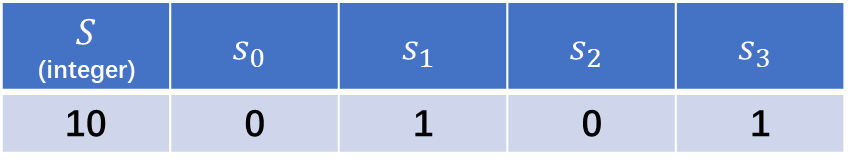 S s₀ s₁ s₂ s₃
(integer)
10 0 1 0 1